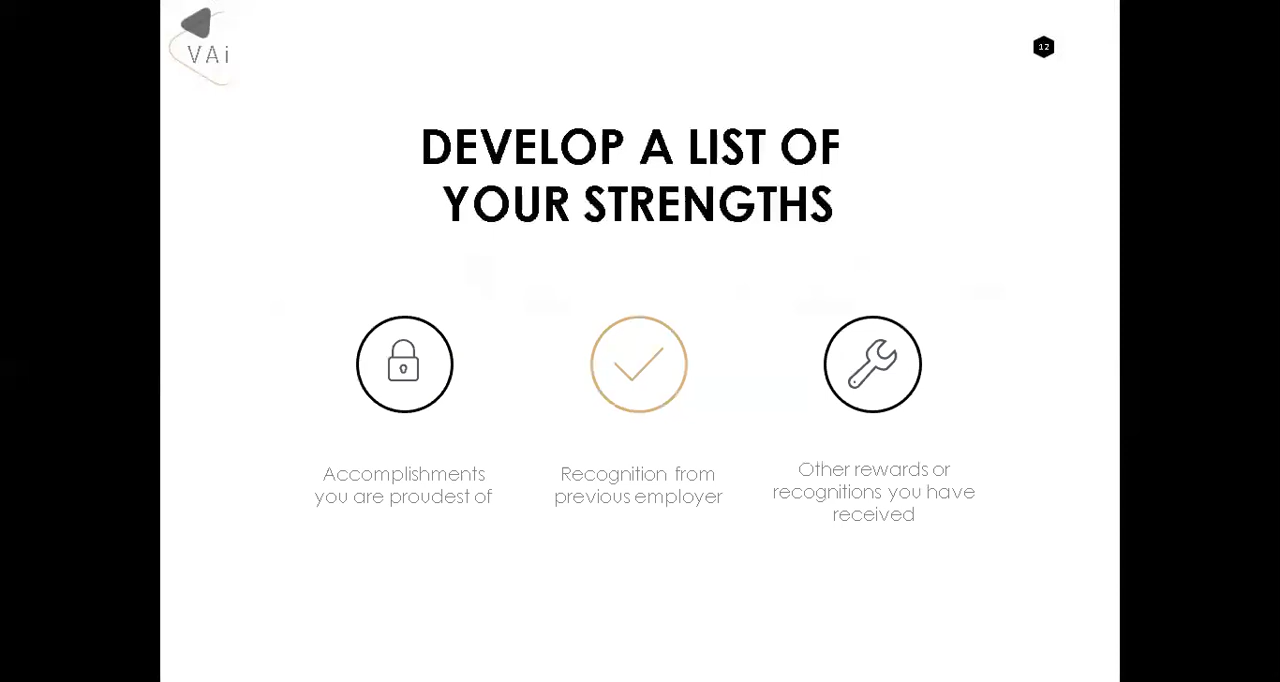 VAi
12
DEVELOP A LIST OF
YOUR STRENGTHS
Accomplishments
you are proudest of
Recognition from
previous employer
Other rewards or
recognitions you have
received